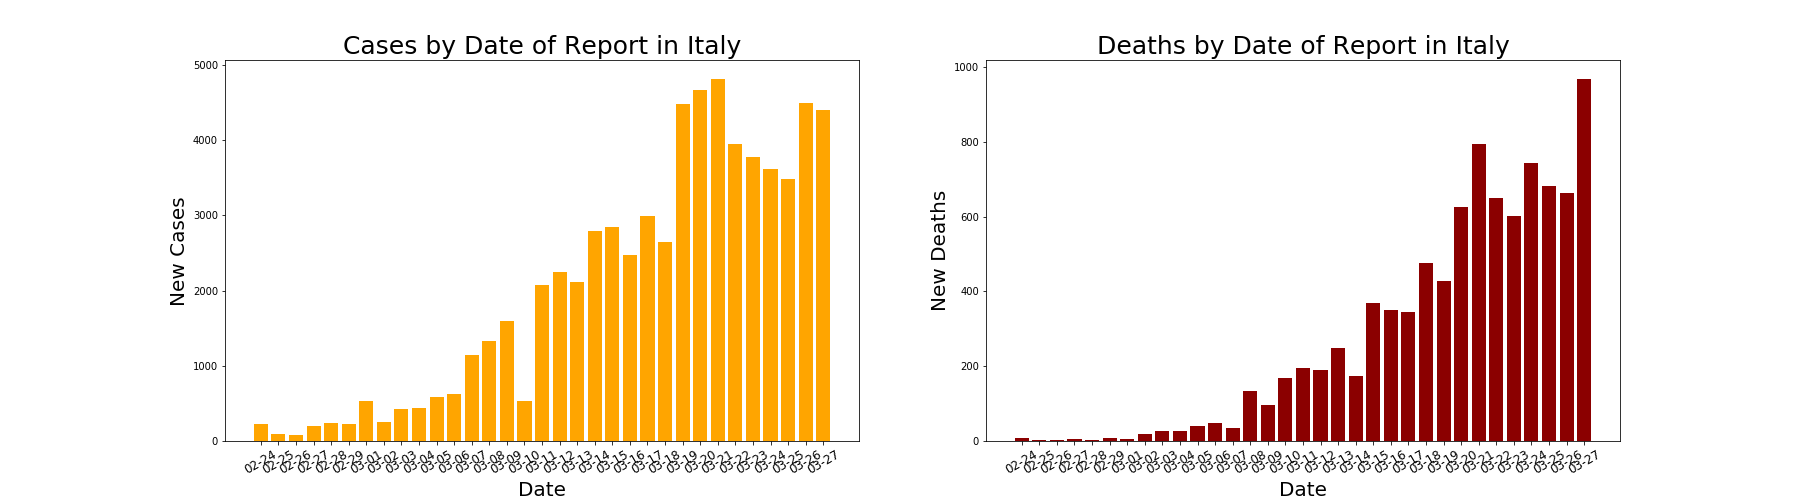 Cases by Date of Report in Italy
5000
4000
3000
2000
1000
0
New Cases
02-24 02-25 02-26 02-27 02-28 02-29 03-01 03-02 03-03 03-04 03-05 03-06 03-07 03-08 03-09 03-10 03-11 03-12 03-13 03-14 03-15 03-16 03-17 03-18 03-19 03-20 03-21 03-22 03-23 03-24 03-25 03-26 03-27
Date
Deaths by Date of Report in Italy
1000
800
600
400
200
0
New Deaths
02-24 02-25 02-26 02-27 02-28 02-29 03-01 03-02 03-03 03-04 03-05 03-06 03-07 03-08 03-09 03-10 03-11 03-12 03-13 03-14 03-15 03-16 03-17 03-18 03-19 03-20 03-21 03-22 03-23 03-24 03-25 03-26 03-27
Date